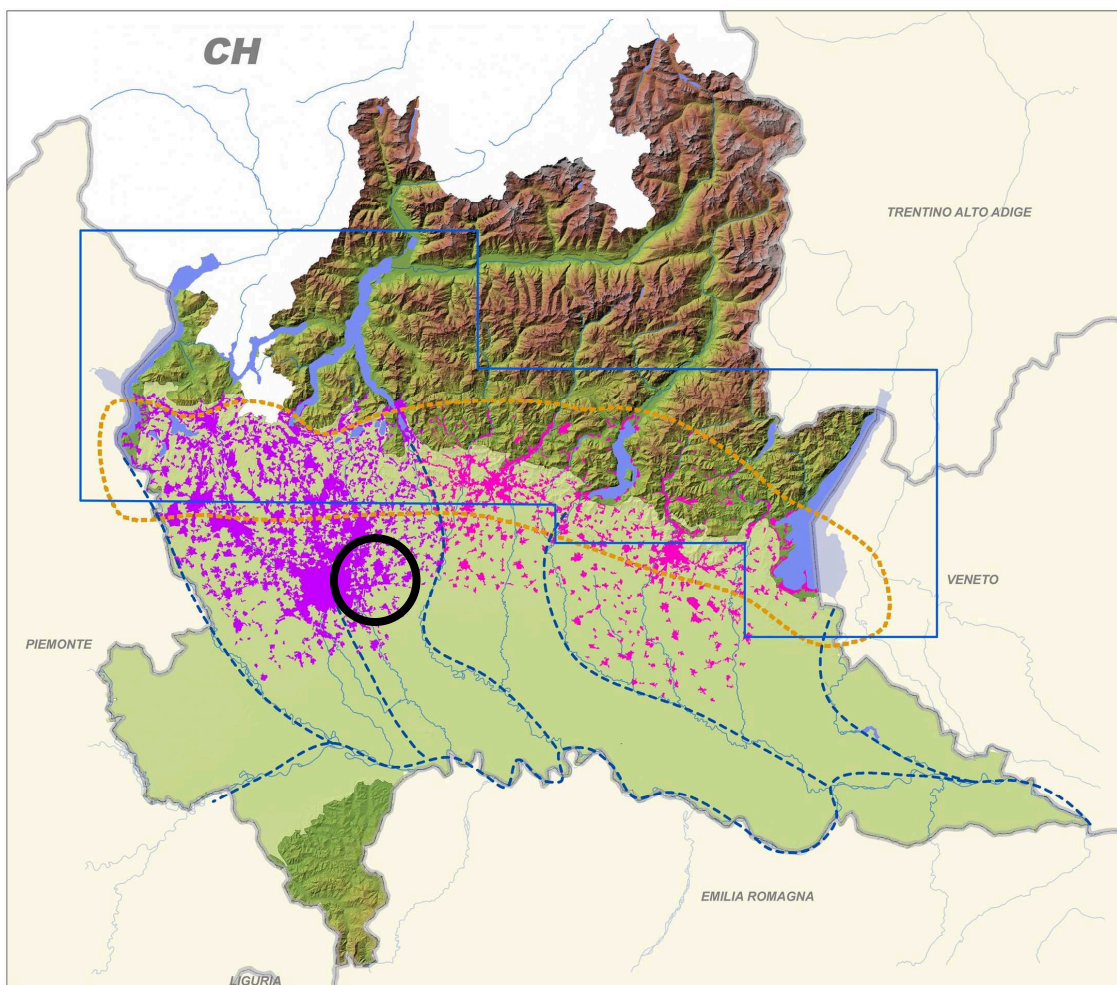 CH
TRENTINO ALTO ADIGE
VENETO
PIEMONTE
EMILIA ROMAGNA
LIGURIA